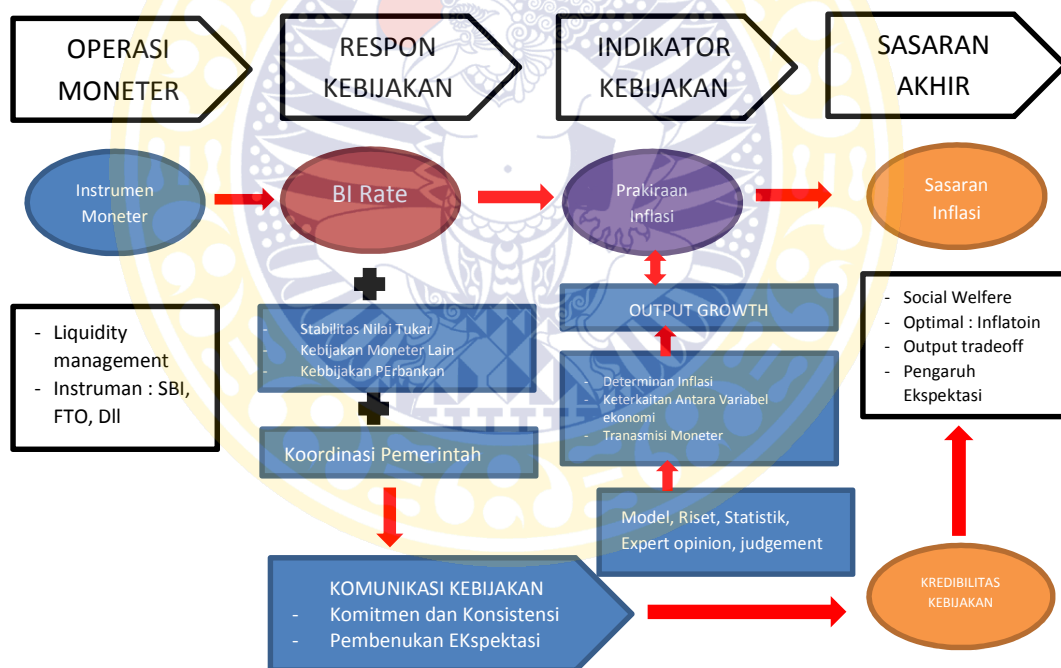 OPERASI
MONETER
RESPON
KEBIJAKAN
INDIKATOR
KEBIJAKAN
SASARAN
AKHIR
Instrumen
Moneter
BI Rate
Prakiraan
Inflasi
Sasaran
Inflasi
- Liquidity
management
- Instruman : SBI,
FTO, Dll
- Stabilitas Nilai Tukar
- Kebijakan Moneter Lain
- Kebbijakan PErbankan
Koordinasi Pemerintah
OUTPUT GROWTH
- Determinan Inflasi
- Keterkaitan Antara Variabel
ekonomi
- Tranasmisi Moneter
Model, Riset, Statistik,
Expert opinion, judgement
- Social Welfere
- Optimal : Inflatoin
- Output tradeoff
- Pengaruh
Ekspektasi
KOMUNIKASI KEBIJAKAN
- Komitmen dan Konsistensi
- Pembenukan EKspektasi
KREDIBILITAS
KEBIJAKAN